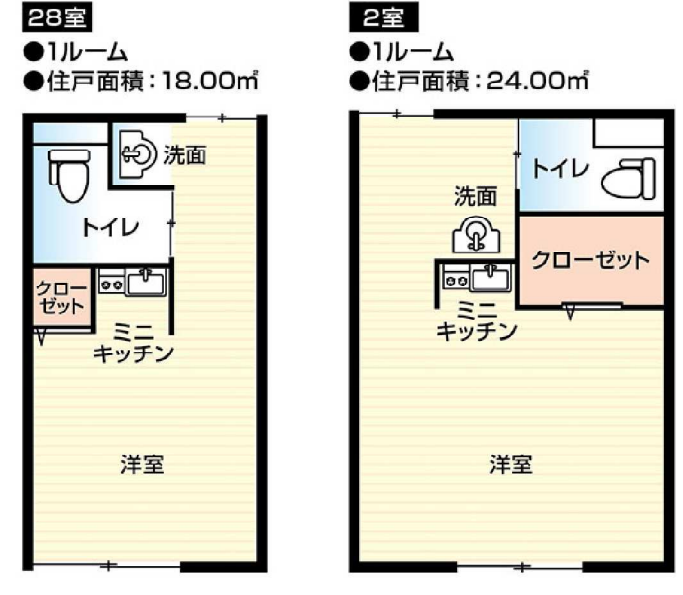 28室
●1ルーム
●住戸面積：18.00㎡
洗面
トイレ
クロー
ゼット
ミニ
キッチン
洋室
2室
●1ルーム
●住戸面積：24.00㎡
トイレ
洗面
クローゼット
ミニ
キッチン
洋室